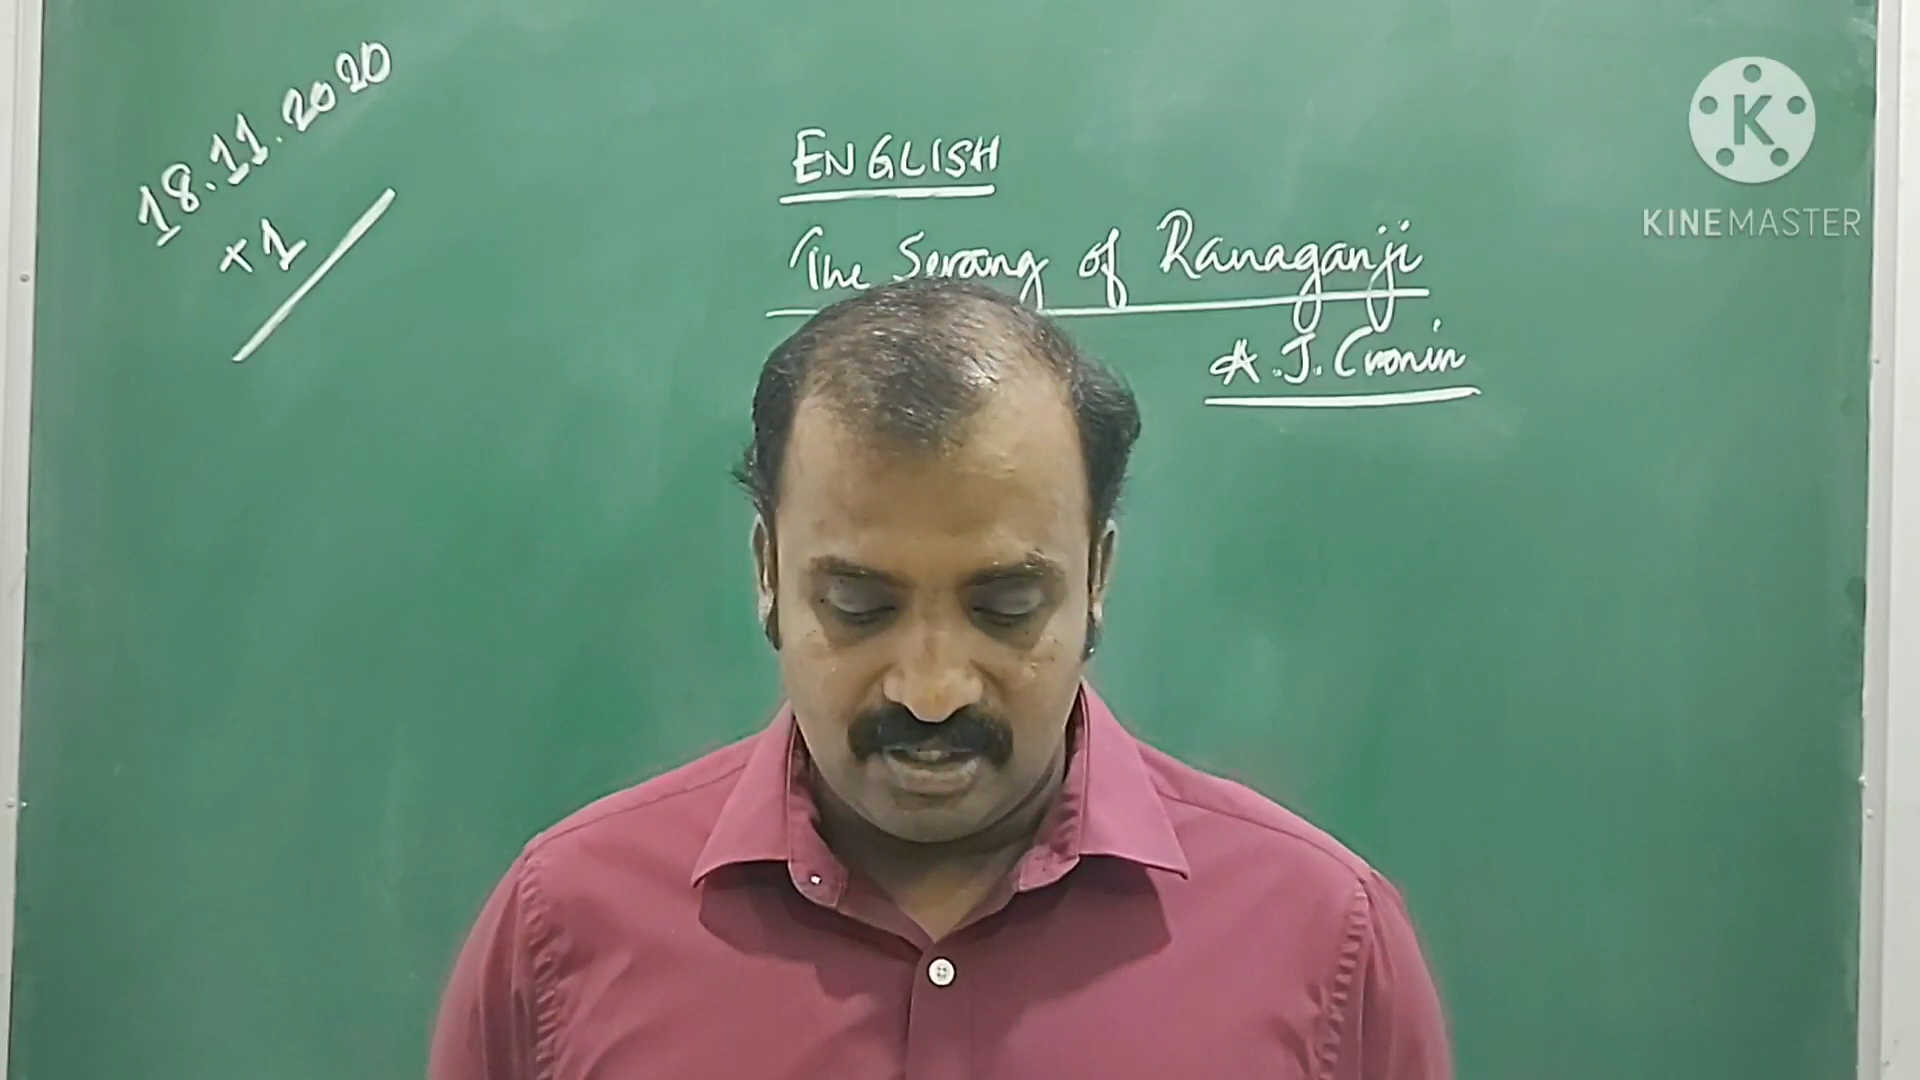 18.11.2020
+1
ENGLISH
The Serang of Ranaganji
A.J. Cronin
K
KINEMASTER